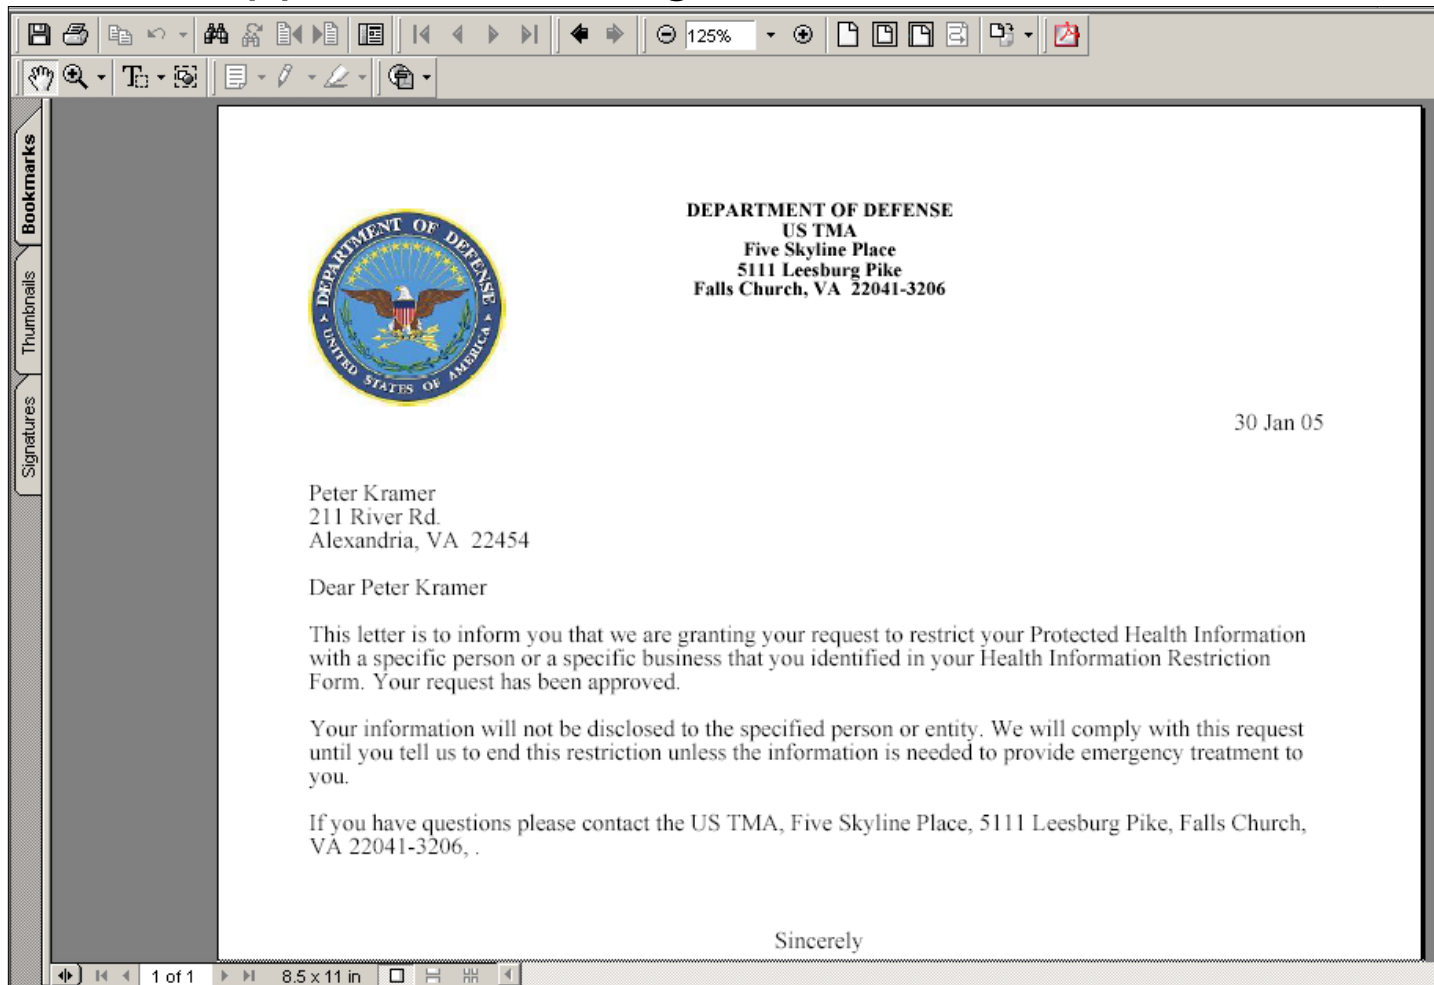 125%
Bookmarks
Thumbnails
Signatures
DEPARTMENT OF DEFENSE
UNITED STATES OF AMERICA
DEPARTMENT OF DEFENSE
US TMA
Five Skyline Place
5111 Leesburg Pike
Falls Church, VA  22041-3206
30 Jan 05
Peter Kramer
211 River Rd.
Alexandria, VA  22454
Dear Peter Kramer
This letter is to inform you that we are granting your request to restrict your Protected Health Information
with a specific person or a specific business that you identified in your Health Information Restriction
Form. Your request has been approved.
Your information will not be disclosed to the specified person or entity. We will comply with this request
until you tell us to end this restriction unless the information is needed to provide emergency treatment to
you.
If you have questions please contact the US TMA, Five Skyline Place, 5111 Leesburg Pike, Falls Church,
VA 22041-3206, .
Sincerely
1 of 1
8.5 x 11 in